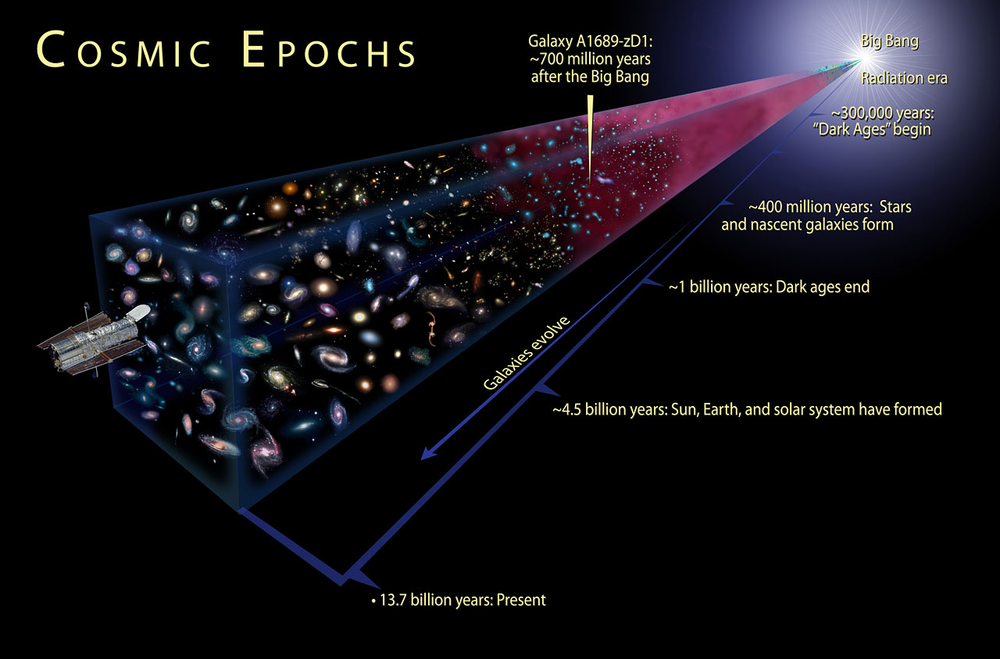 COSMIC EPOCHS
Galaxy A1689-zD1:
~700 million years
after the Big Bang
Big Bang
Radiation era
~300,000 years:
“Dark Ages” begin
~400 million years: Stars
and nascent galaxies form
~1 billion years: Dark ages end
Galaxies evolve
~4.5 billion years: Sun, Earth, and solar system have formed
• 13.7 billion years: Present